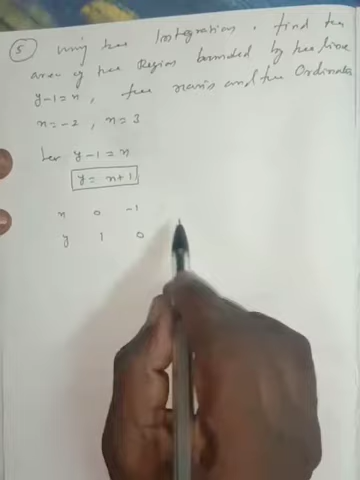 (5) Using the Integration, find the
area of the Region bounded by the line
y-1=x, the x axis and the Ordinates
x=-2, x=3
Let y-1=x
y=x+1
x 0 -1
y 1 0